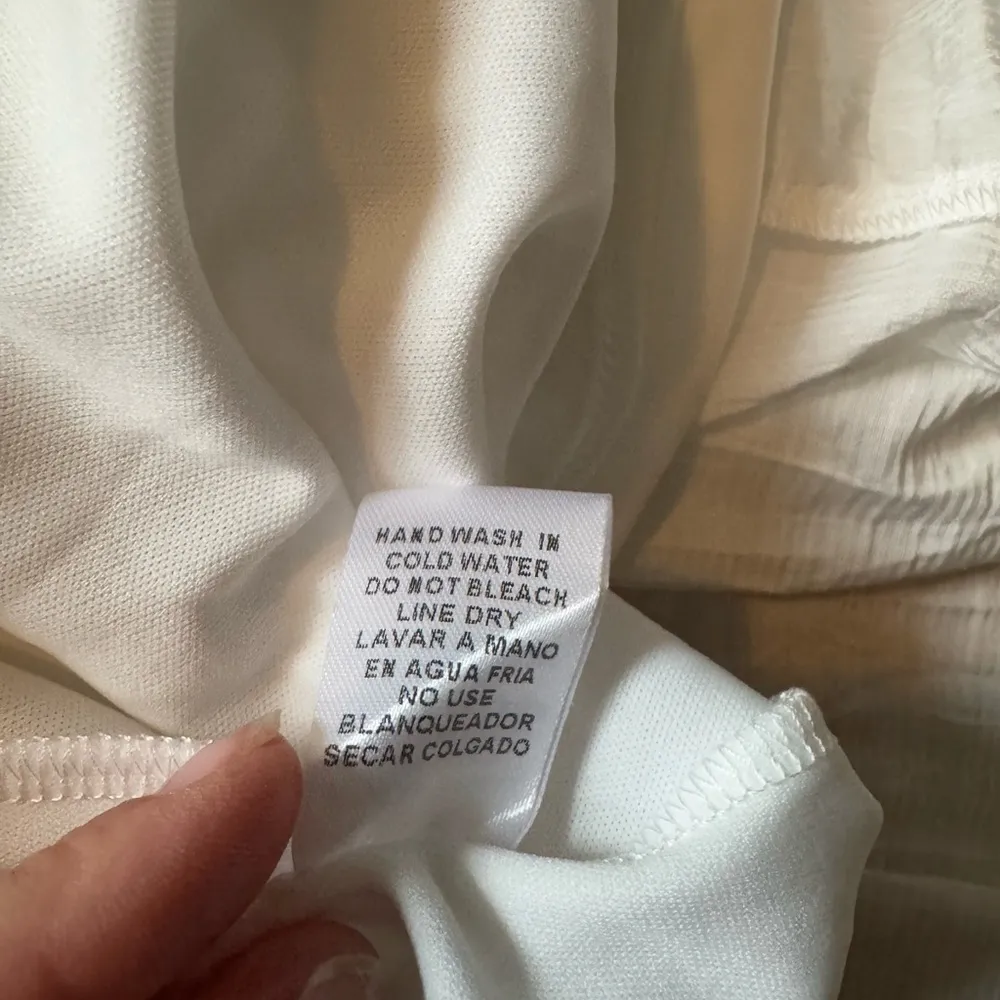 HAND WASH IN
COLD WATER
DO NOT BLEACH
LINE DRY
LAVAR A MANO
EN AGUA FRIA
NO USE
BLANQUEADOR
SECAR COLGADO